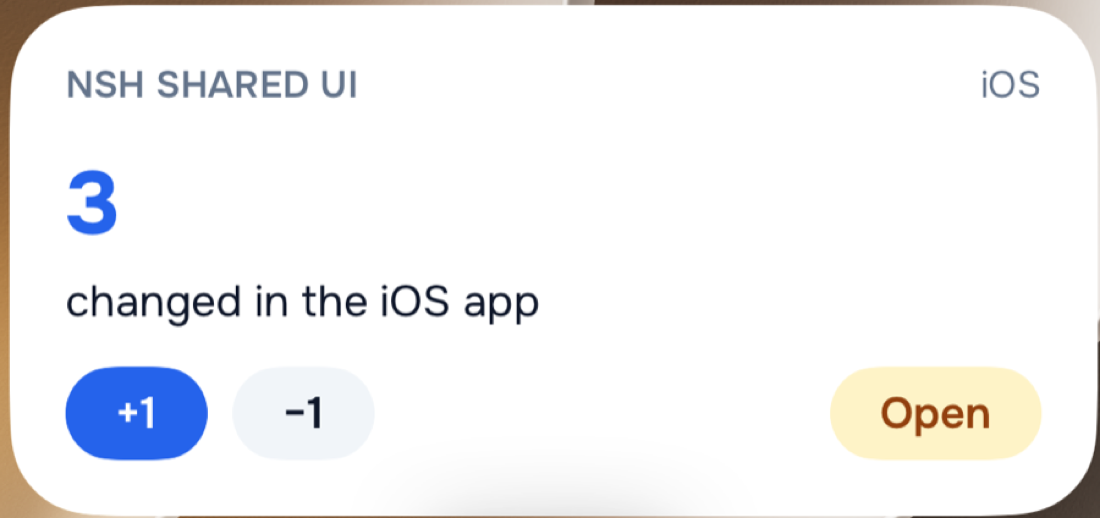 NSH SHARED UI
iOS
3
changed in the iOS app
+1
−1
Open